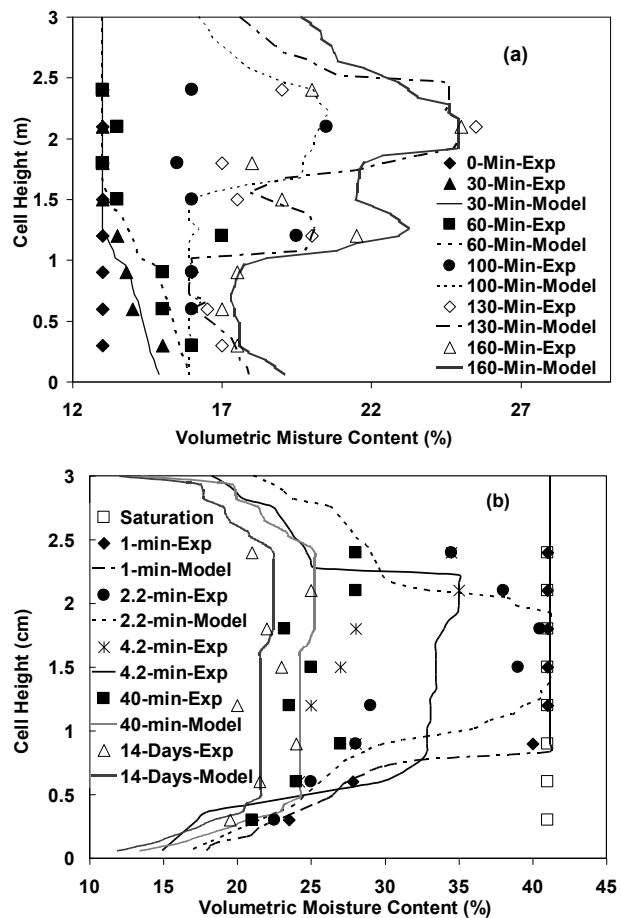 3
2.5
2
1.5
1
0.5
0
12
17
22
27
Cell Height (m)
Volumetric Misture Content (%)
(a)
0-Min-Exp
30-Min-Exp
30-Min-Model
60-Min-Exp
60-Min-Model
100-Min-Exp
100-Min-Model
130-Min-Exp
130-Min-Model
160-Min-Exp
160-Min-Model
3
2.5
2
1.5
1
0.5
0
10
15
20
25
30
35
40
45
Cell Height (cm)
Volumetric Moisture Content (%)
(b)
Saturation
1-min-Exp
1-min-Model
2.2-min-Exp
2.2-min-Model
4.2-min-Exp
4.2-min-Exp
40-min-Exp
40-min-Model
14-Days-Exp
14-Days-Model